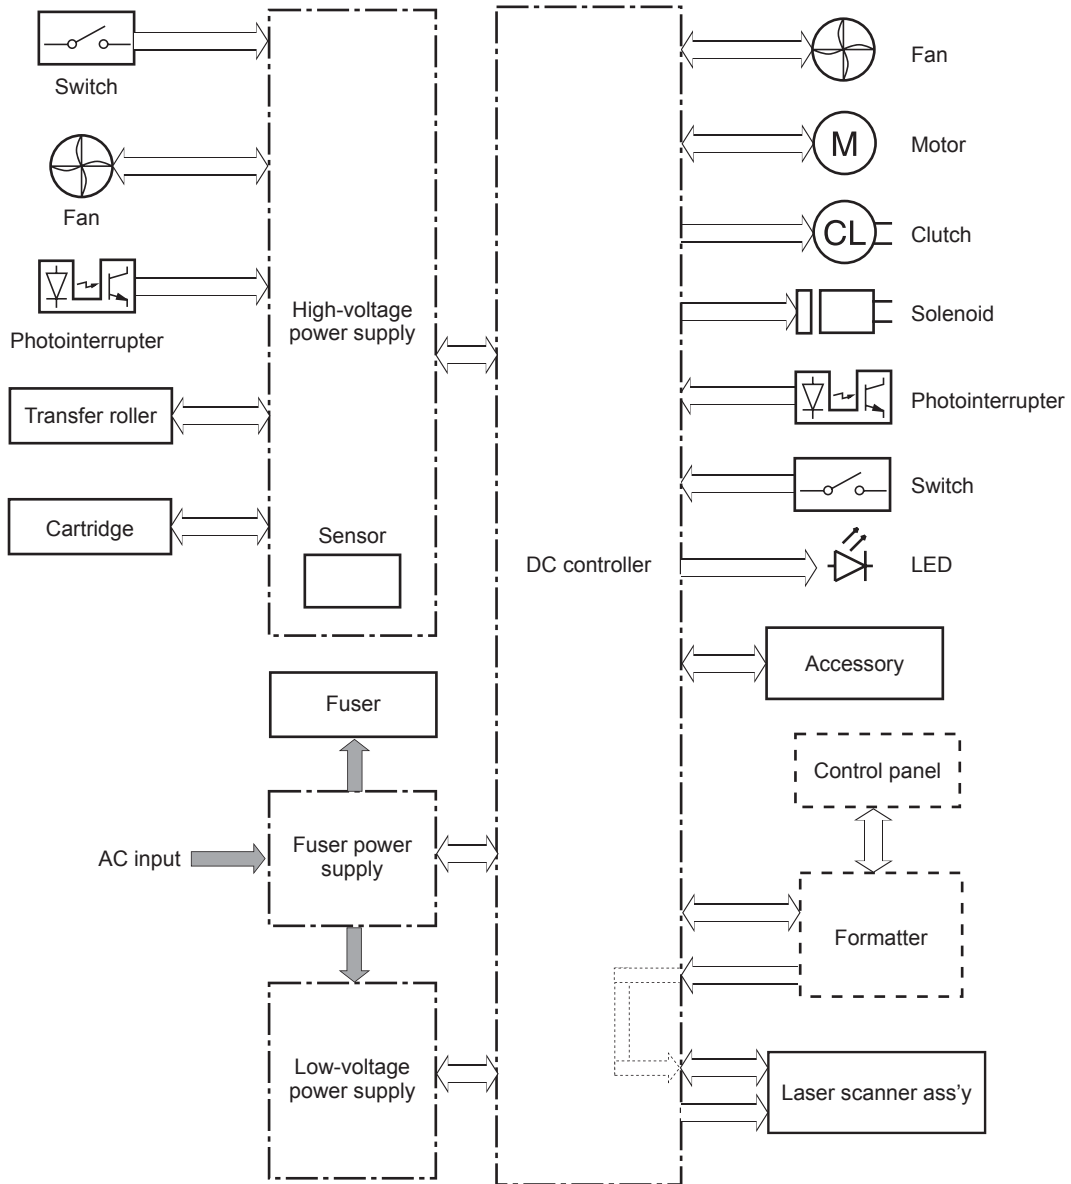 Switch
Fan
Photointerrupter
Transfer roller
Cartridge
High-voltage
power supply
Sensor
Fuser
AC input
Fuser power
supply
Low-voltage
power supply
DC controller
Fan
M
Motor
CL
Clutch
Solenoid
Photointerrupter
Switch
LED
Accessory
Control panel
Formatter
Laser scanner ass’y